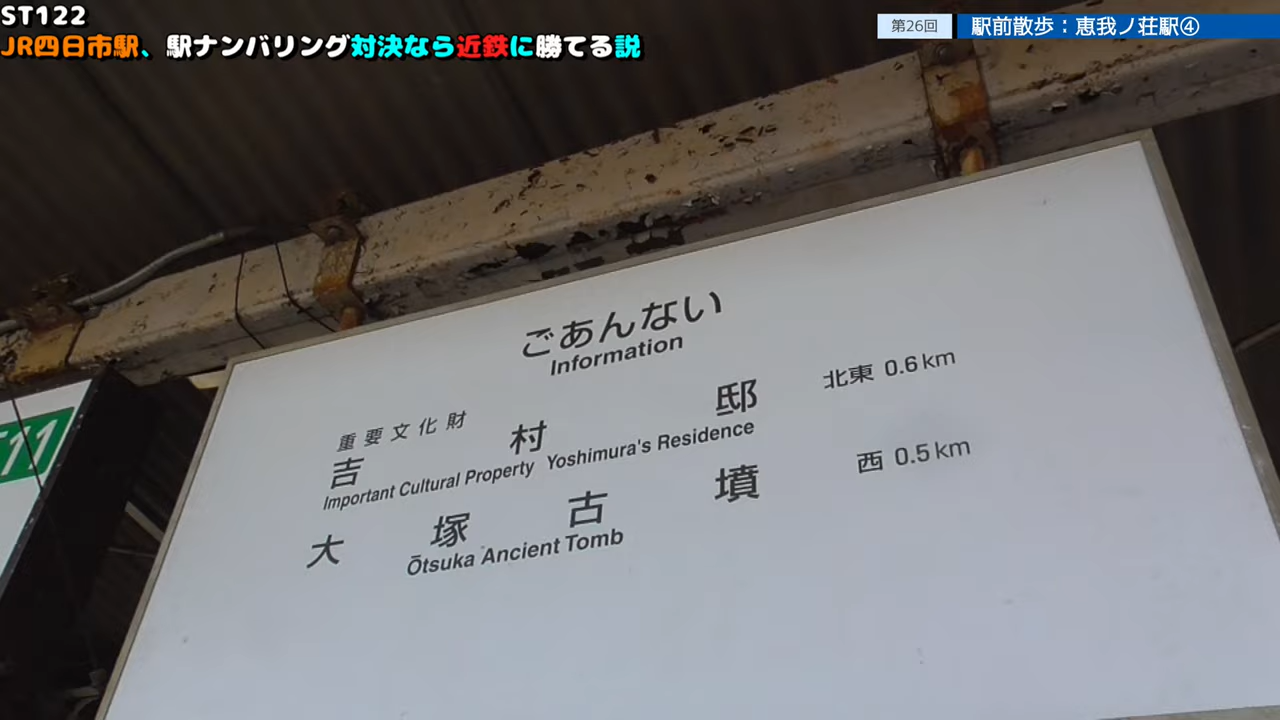 ST122
JR四日市駅、駅ナンバリング対決なら近鉄に勝てる説
第26回
駅前散歩：恵我ノ荘駅④
ごあんない
Information
重要文化財
吉村邸 北東 0.6km
Important Cultural Property Yoshimura's Residence
大塚古墳 西 0.5km
Ōtsuka Ancient Tomb
11